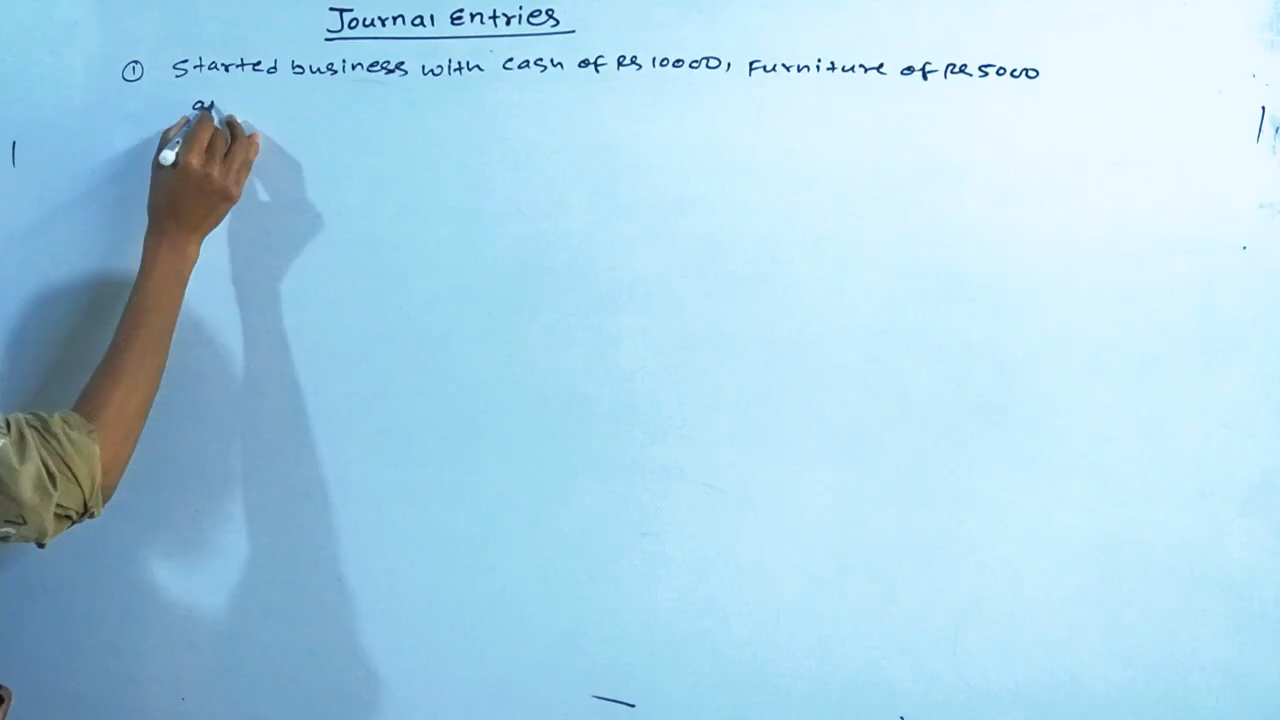 Journal Entries
① Started business with cash of Rs 10000, Furniture of Rs 5000